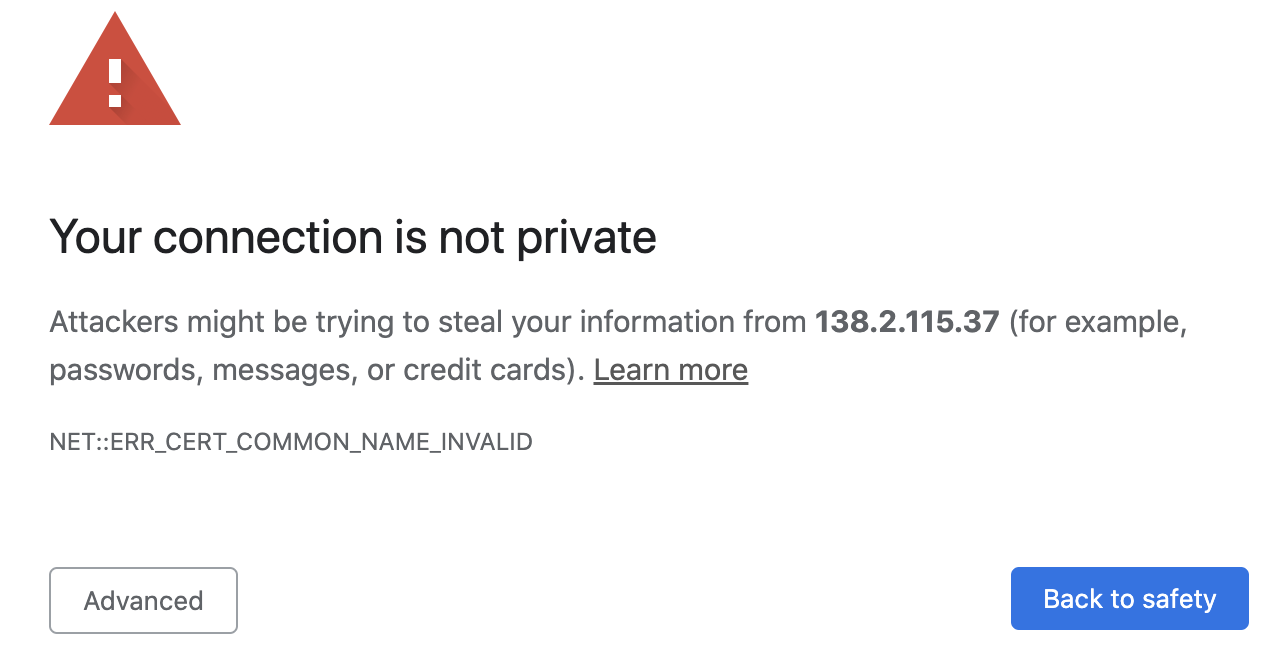 Your connection is not private
Attackers might be trying to steal your information from 138.2.115.37 (for example,
passwords, messages, or credit cards). Learn more
NET::ERR_CERT_COMMON_NAME_INVALID
Advanced
Back to safety